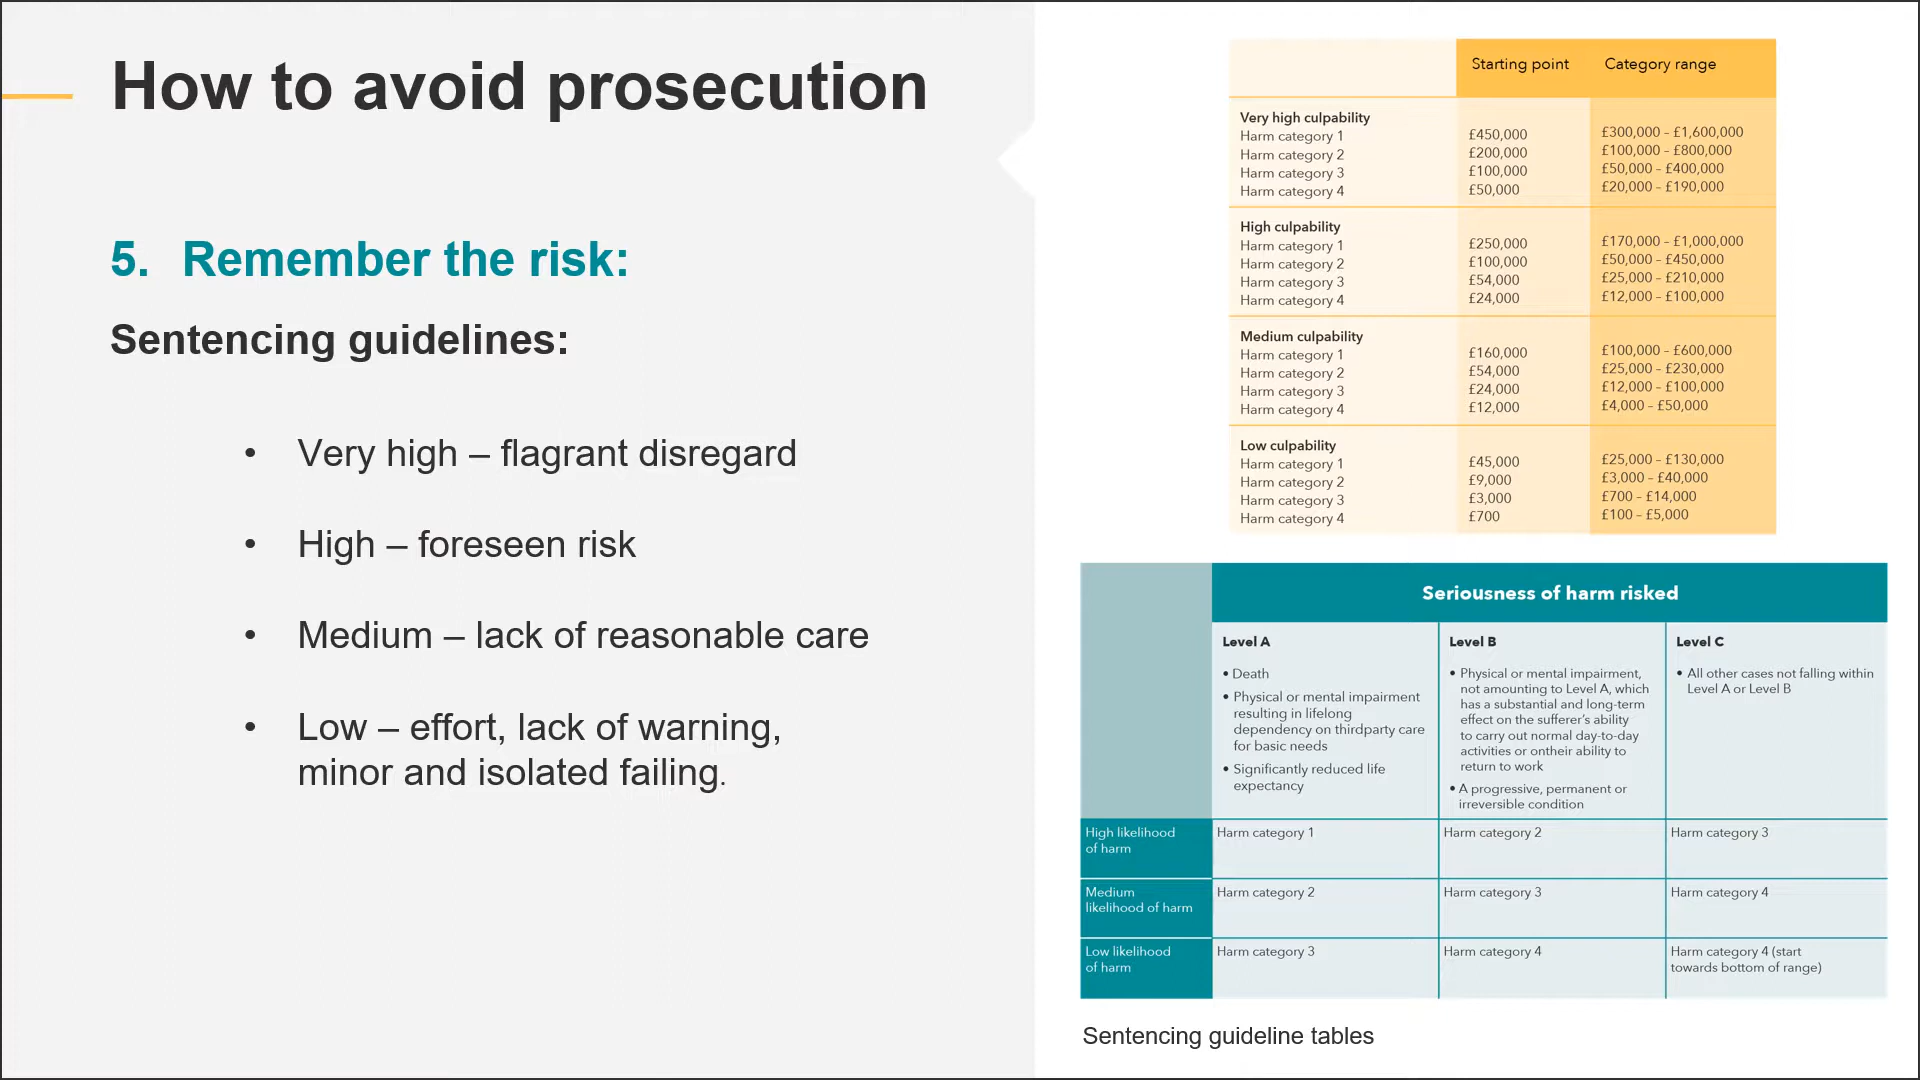 How to avoid prosecution
5. Remember the risk:
Sentencing guidelines:
• Very high – flagrant disregard
• High – foreseen risk
• Medium – lack of reasonable care
• Low – effort, lack of warning,
minor and isolated failing.
Starting point Category range
Very high culpability
Harm category 1 £450,000 £300,000 – £1,600,000
Harm category 2 £200,000 £100,000 – £800,000
Harm category 3 £100,000 £50,000 – £400,000
Harm category 4 £50,000 £20,000 – £190,000
High culpability
Harm category 1 £250,000 £170,000 – £1,000,000
Harm category 2 £100,000 £50,000 – £450,000
Harm category 3 £54,000 £25,000 – £210,000
Harm category 4 £24,000 £12,000 – £100,000
Medium culpability
Harm category 1 £160,000 £100,000 – £600,000
Harm category 2 £54,000 £25,000 – £230,000
Harm category 3 £24,000 £12,000 – £100,000
Harm category 4 £12,000 £4,000 – £50,000
Low culpability
Harm category 1 £45,000 £25,000 – £130,000
Harm category 2 £9,000 £3,000 – £40,000
Harm category 3 £3,000 £700 – £14,000
Harm category 4 £700 £100 – £5,000
Seriousness of harm risked
Level A
• Death
• Physical or mental impairment
resulting in lifelong
dependency on thirdparty care
for basic needs
• Significantly reduced life
expectancy
Level B
• Physical or mental impairment,
not amounting to Level A, which
has a substantial and long-term
effect on the sufferer's ability
to carry out normal day-to-day
activities or ontheir ability to
return to work
• A progressive, permanent or
irreversible condition
Level C
• All other cases not falling within
Level A or Level B
High likelihood
of harm
Harm category 1
Harm category 2
Harm category 3
Medium
likelihood of harm
Harm category 2
Harm category 3
Harm category 4
Low likelihood
of harm
Harm category 3
Harm category 4
Harm category 4 (start
towards bottom of range)
Sentencing guideline tables